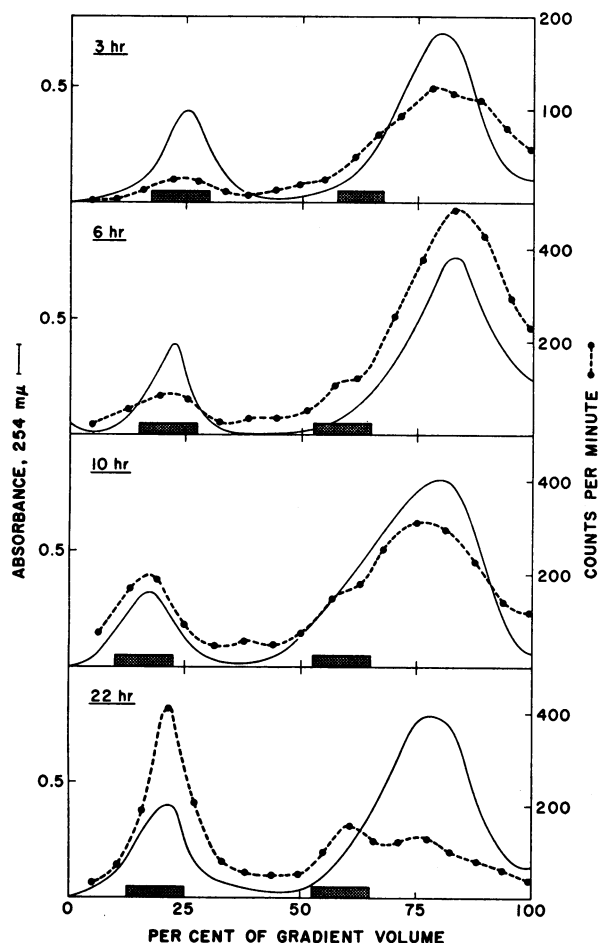 3 hr
0.5
200
100
6 hr
0.5
400
200
10 hr
0.5
400
200
22 hr
0.5
400
200
0 25 50 75 100
PER CENT OF GRADIENT VOLUME
ABSORBANCE, 254 mμ
COUNTS PER MINUTE